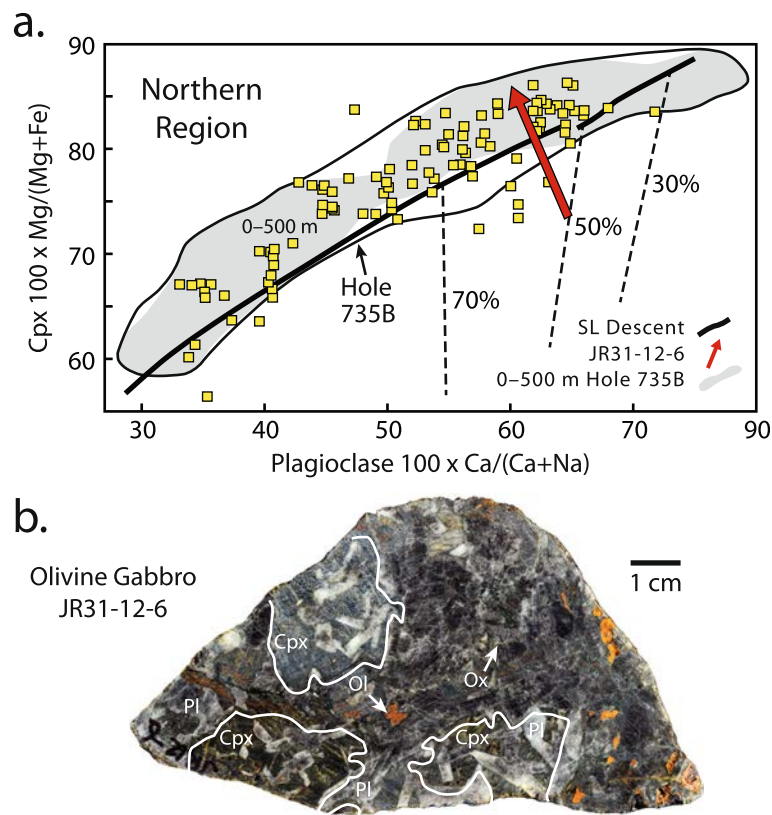 a.
90
80
70
60
Cpx 100 x Mg/(Mg+Fe)
Northern
Region
0–500 m
Hole
735B
70%
50%
30%
SL Descent
JR31-12-6
0–500 m Hole 735B
30
40
50
60
70
90
Plagioclase 100 x Ca/(Ca+Na)
b.
Olivine Gabbro
JR31-12-6
1 cm
Cpx
Ol
Ox
Pl
Cpx
Cpx
Pl
Pl